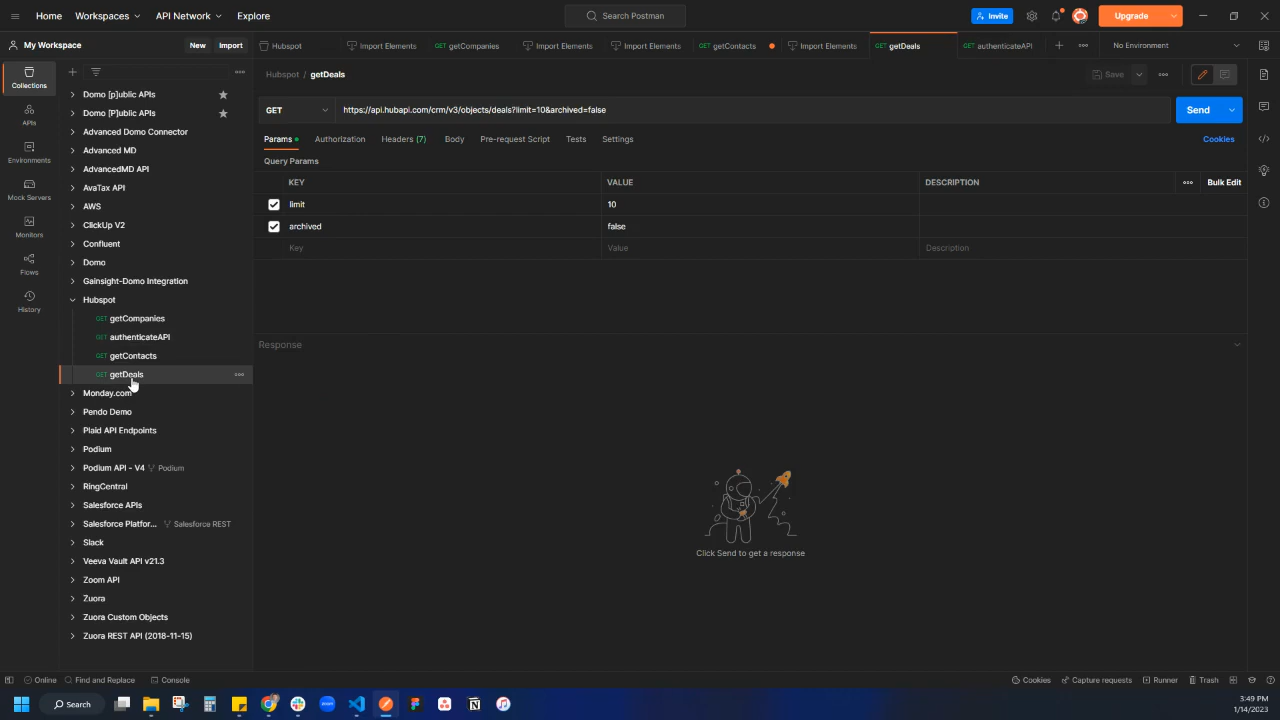 Home Workspaces API Network Explore Search Postman Invite Upgrade
My Workspace New Import Hubspot Import Elements getCompanies Import Elements Import Elements getContacts Import Elements GET getDeals GET authenticateAPI No Environment
Collections
APIs
Environments
Mock Servers
Monitors
Flows
History
Domo [p]ublic APIs
Domo [P]ublic APIs
Advanced Domo Connector
Advanced MD
AdvancedMD API
AvaTax API
AWS
ClickUp V2
Confluent
Domo
Gainsight-Domo Integration
Hubspot
GET getCompanies
GET authenticateAPI
GET getContacts
GET getDeals
Monday.com
Pendo Demo
Plaid API Endpoints
Podium
Podium API - V4 Podium
RingCentral
Salesforce APIs
Salesforce Platfor... Salesforce REST
Slack
Veeva Vault API v21.3
Zoom API
Zuora
Zuora Custom Objects
Zuora REST API (2018-11-15)
Hubspot / getDeals Save
GET https://api.hubapi.com/crm/v3/objects/deals?limit=10&archived=false Send
Params Authorization Headers (7) Body Pre-request Script Tests Settings Cookies
Query Params
KEY VALUE DESCRIPTION Bulk Edit
limit 10
archived false
Key Value Description
Response
Click Send to get a response
Online Find and Replace Console Cookies Capture requests Runner Trash
Search
3:49 PM
1/14/2023